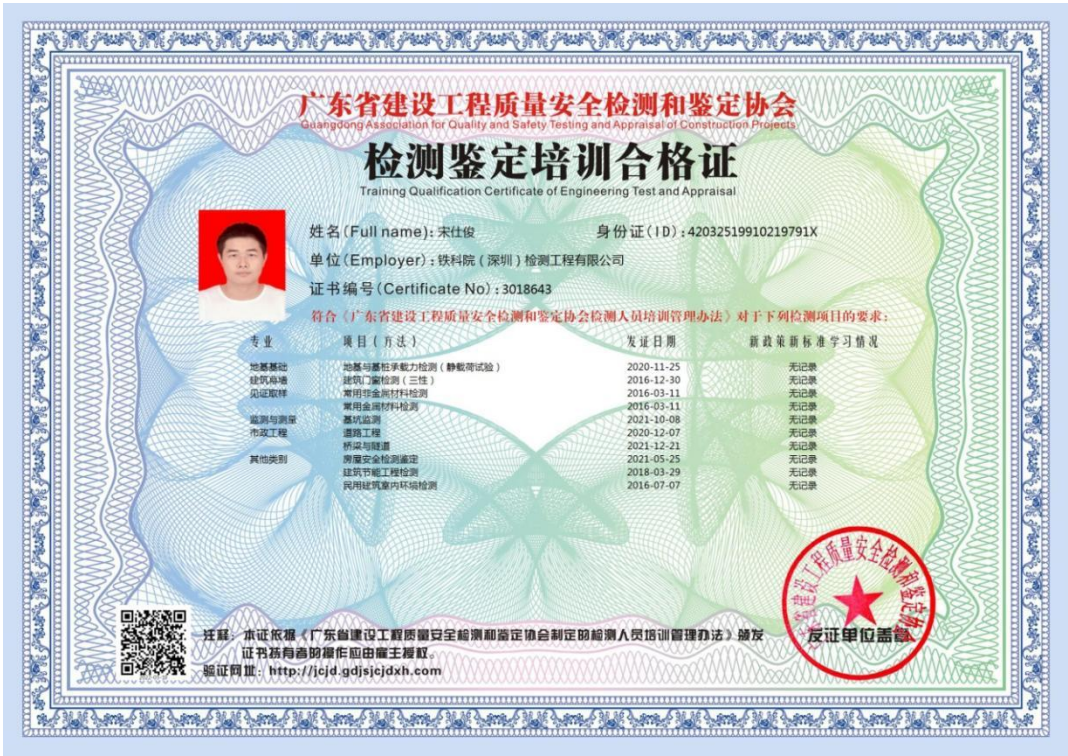 广东省建设工程质量安全检测和鉴定协会
Guangdong Association for Quality and Safety Testing and Appraisal of Construction Projects
检测鉴定培训合格证
Training Qualification Certificate of Engineering Test and Appraisal
姓名(Full name):宋仕俊 身份证(ID):42032519910219791X
单位(Employer):铁科院(深圳)检测工程有限公司
证书编号(Certificate No):3018643
符合《广东省建设工程质量安全检测和鉴定协会检测人员培训管理办法》对于下列检测项目的要求:
专业 项目(方法) 发证日期 新政策新标准学习情况
地基基础 地基与基桩承载力检测(静载荷试验) 2020-11-25 无记录
建筑幕墙 建筑门窗检测(三性) 2016-12-30 无记录
见证取样 常用非金属材料检测 2016-03-11 无记录
常用金属材料检测 2016-03-11 无记录
监测与测量 基坑监测 2021-10-08 无记录
市政工程 道路工程 2020-12-07 无记录
桥梁与隧道 2021-12-21 无记录
其他类别 房屋安全检测鉴定 2021-05-25 无记录
建筑节能工程检测 2018-03-29 无记录
民用建筑室内环境检测 2016-07-07 无记录
广东省建设工程质量安全检测和鉴定协会
发证单位盖章
注释:本证依据《广东省建设工程质量安全检测和鉴定协会制定的检测人员培训管理办法》颁发
证书持有者的操作应由雇主授权。
验证网址:http://jcjd.gdjsjcjdxh.com